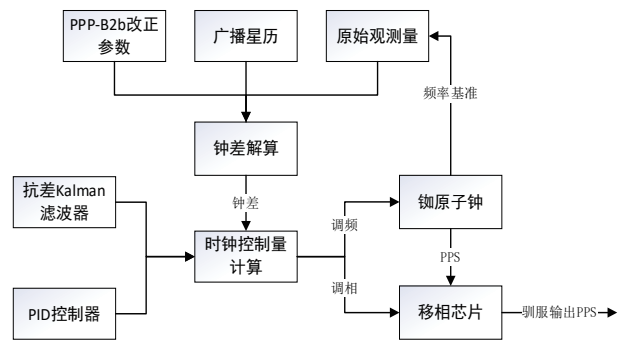 PPP-B2b改正
参数
广播星历
原始观测量
频率基准
钟差解算
抗差Kalman
滤波器
钟差
铷原子钟
调频
时钟控制量
计算
PPS
调相
PID控制器
移相芯片
驯服输出PPS